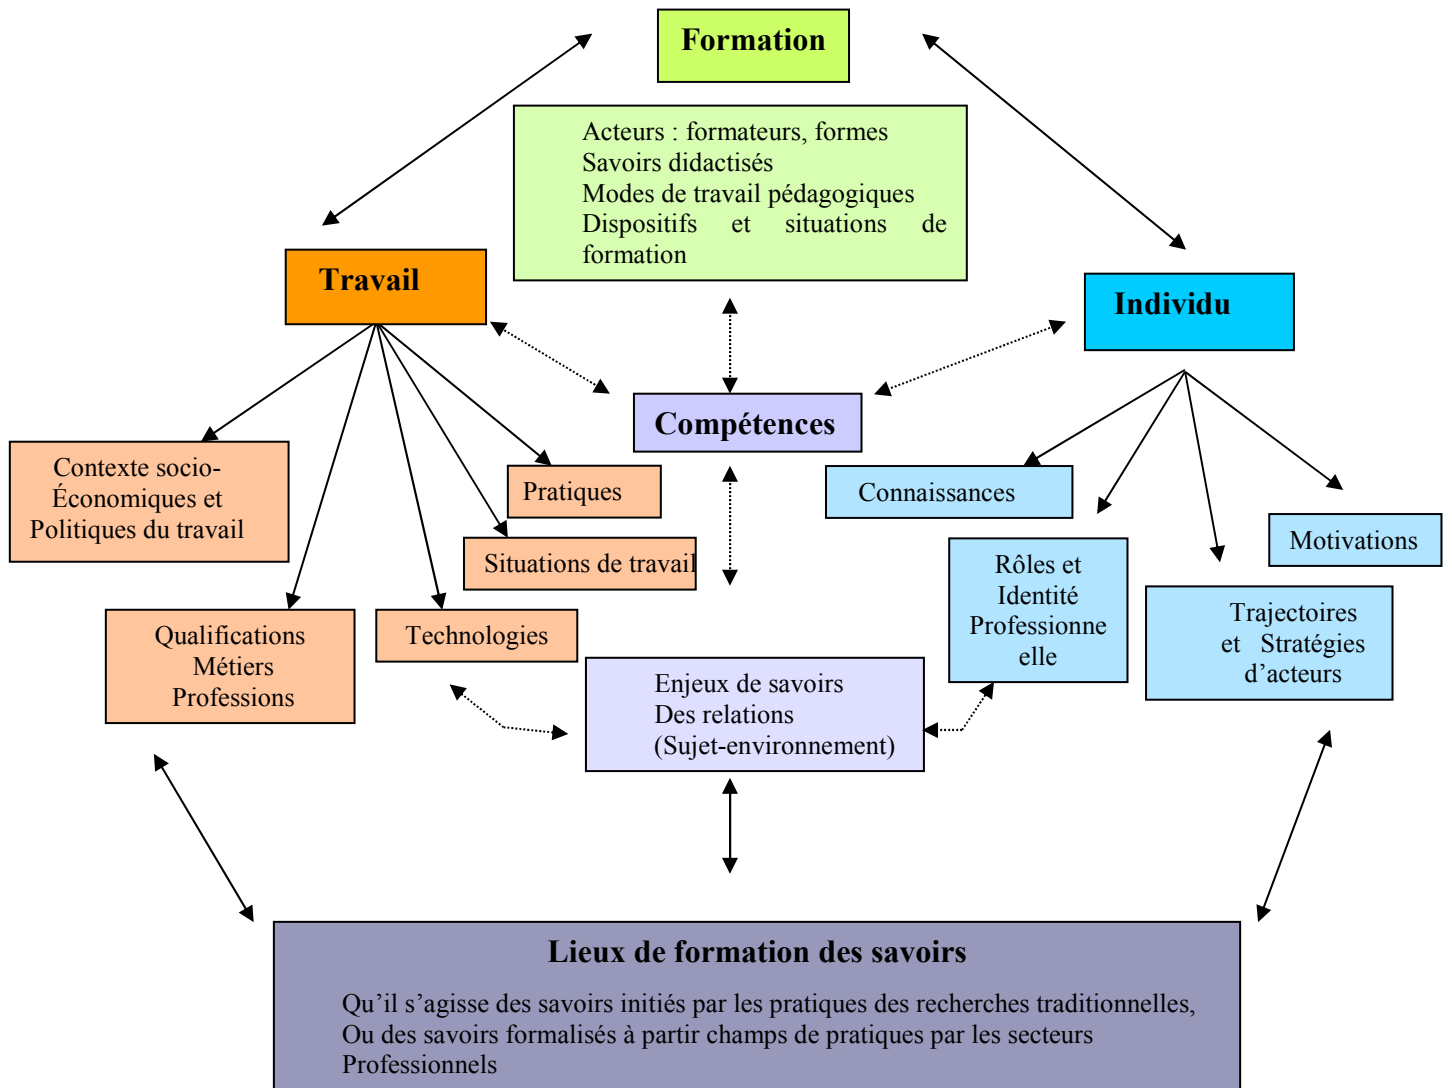 Formation
Acteurs : formateurs, formes
Savoirs didactisés
Modes de travail pédagogiques
Dispositifs et situations de
formation
Travail
Individu
Compétences
Contexte socio-
Économiques et
Politiques du travail
Pratiques
Situations de travail
Qualifications
Métiers
Professions
Technologies
Connaissances
Motivations
Rôles et
Identité
Professionne
elle
Trajectoires
et Stratégies
d’acteurs
Enjeux de savoirs
Des relations
(Sujet-environnement)
Lieux de formation des savoirs
Qu’il s’agisse des savoirs initiés par les pratiques des recherches traditionnelles,
Ou des savoirs formalisés à partir champs de pratiques par les secteurs
Professionnels